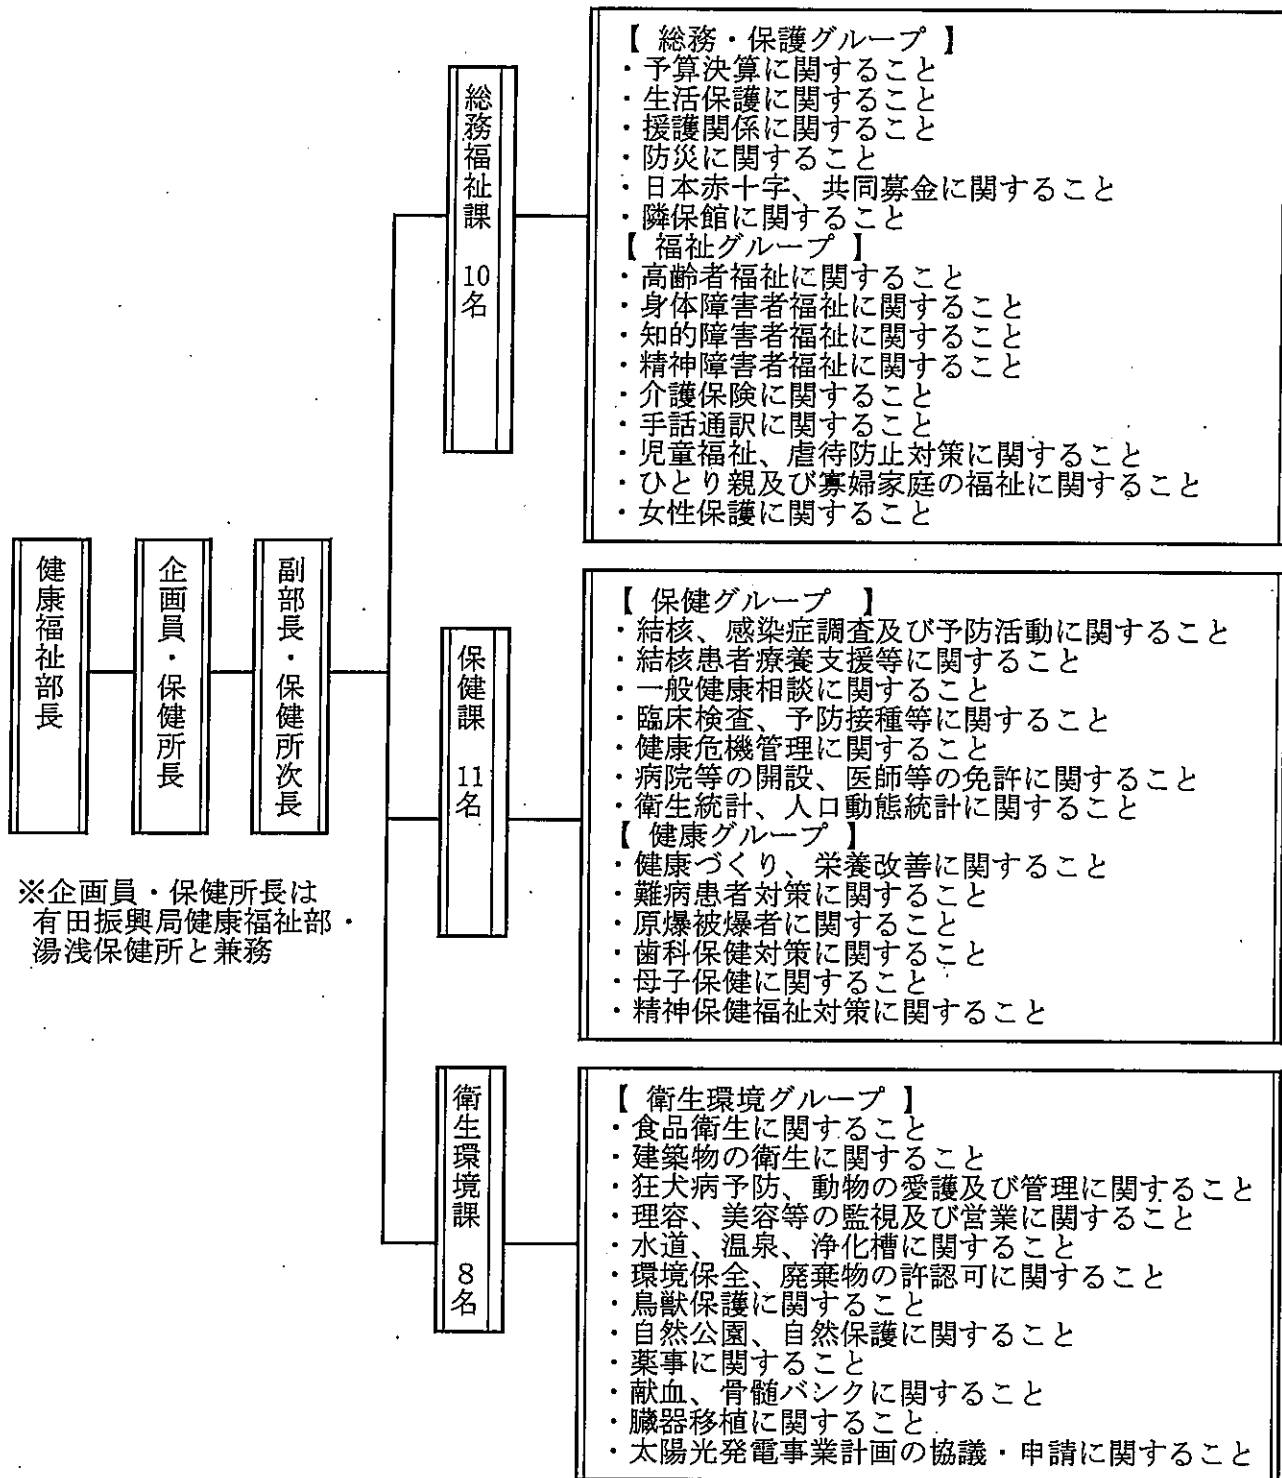 健康福祉部長
企画員・保健所長
副部長・保健所次長
※企画員・保健所長は
有田振興局健康福祉部・
湯浅保健所と兼務
総務福祉課 10名
【 総務・保護グループ 】
・予算決算に関すること
・生活保護に関すること
・援護関係に関すること
・防災に関すること
・日本赤十字、共同募金に関すること
・隣保館に関すること
【 福祉グループ 】
・高齢者福祉に関すること
・身体障害者福祉に関すること
・知的障害者福祉に関すること
・精神障害者福祉に関すること
・介護保険に関すること
・手話通訳に関すること
・児童福祉、虐待防止対策に関すること
・ひとり親及び寡婦家庭の福祉に関すること
・女性保護に関すること
保健課 11名
【 保健グループ 】
・結核、感染症調査及び予防活動に関すること
・結核患者療養支援等に関すること
・一般健康相談に関すること
・臨床検査、予防接種等に関すること
・健康危機管理に関すること
・病院等の開設、医師等の免許に関すること
・衛生統計、人口動態統計に関すること
【 健康グループ 】
・健康づくり、栄養改善に関すること
・難病患者対策に関すること
・原爆被爆者に関すること
・歯科保健対策に関すること
・母子保健に関すること
・精神保健福祉対策に関すること
衛生環境課 8名
【 衛生環境グループ 】
・食品衛生に関すること
・建築物の衛生に関すること
・狂犬病予防、動物の愛護及び管理に関すること
・理容、美容等の監視及び営業に関すること
・水道、温泉、浄化槽に関すること
・環境保全、廃棄物の許認可に関すること
・鳥獣保護に関すること
・自然公園、自然保護に関すること
・薬事に関すること
・献血、骨髄バンクに関すること
・臓器移植に関すること
・太陽光発電事業計画の協議・申請に関すること